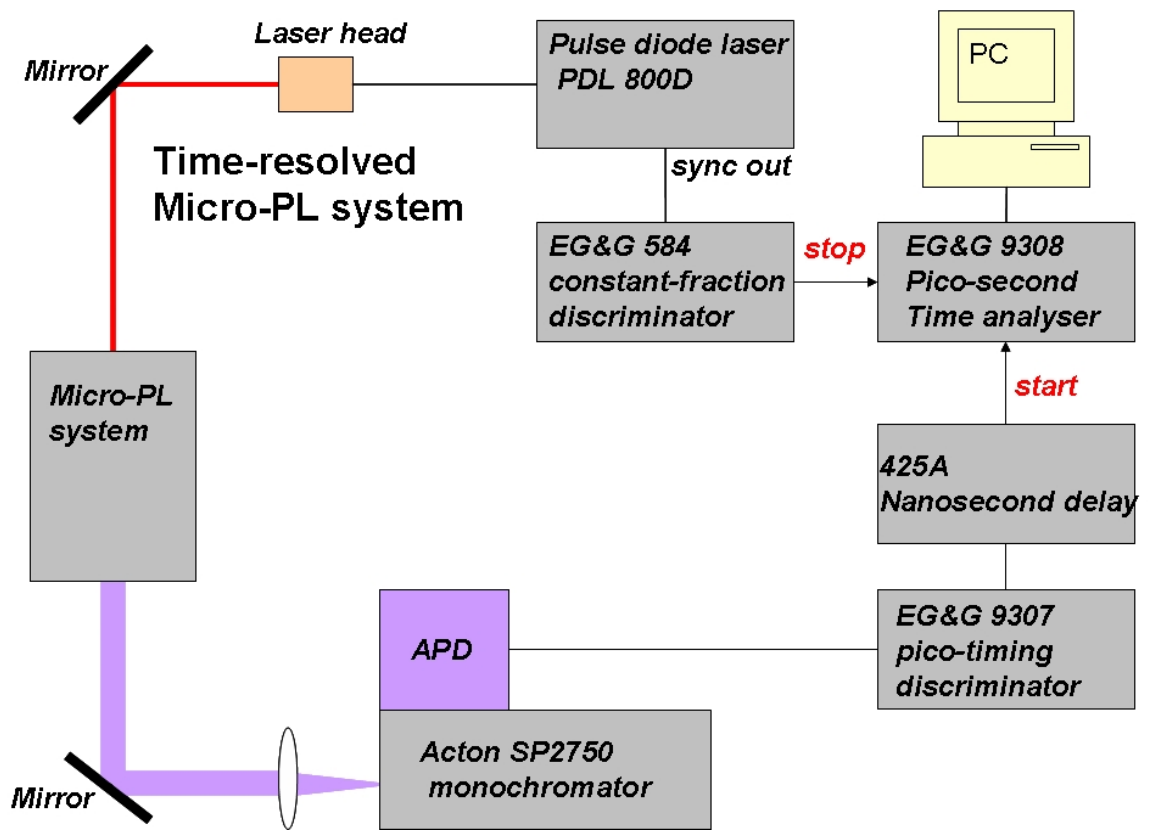 Laser head
Mirror
Pulse diode laser
PDL 800D
PC
Time-resolved
Micro-PL system
sync out
EG&G 584
constant-fraction
discriminator
stop
EG&G 9308
Pico-second
Time analyser
start
Micro-PL
system
425A
Nanosecond delay
APD
EG&G 9307
pico-timing
discriminator
Acton SP2750
monochromator
Mirror